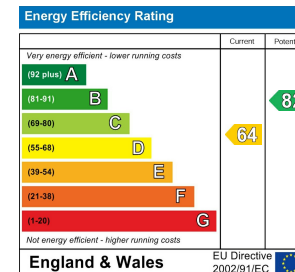 Energy Efficiency Rating
Current
Very energy efficient - lower running costs
(92 plus) A
(81-91) B
(69-80) C
(55-68) D
64
(39-54) E
(21-38) F
(1-20) G
Not energy efficient - higher running costs
England & Wales
EU Directive
2002/91/EC